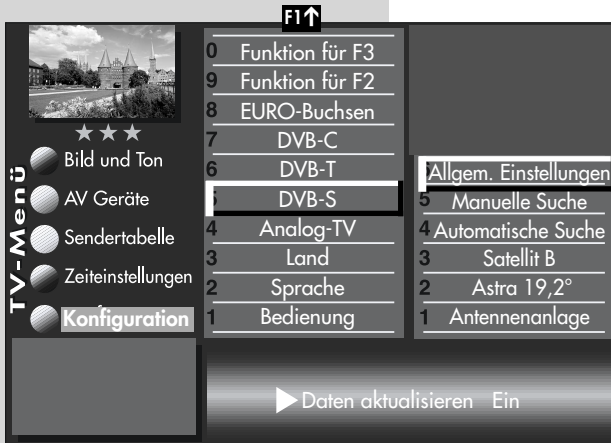 F1↑
TV-Menü
Bild und Ton
AV Geräte
Sendertabelle
Zeiteinstellungen
Konfiguration
0 Funktion für F3
9 Funktion für F2
8 EURO-Buchsen
7 DVB-C
6 DVB-T
5 DVB-S
4 Analog-TV
3 Land
2 Sprache
1 Bedienung
6 Allgem. Einstellungen
5 Manuelle Suche
4 Automatische Suche
3 Satellit B
2 Astra 19,2°
1 Antennenanlage
Daten aktualisieren Ein